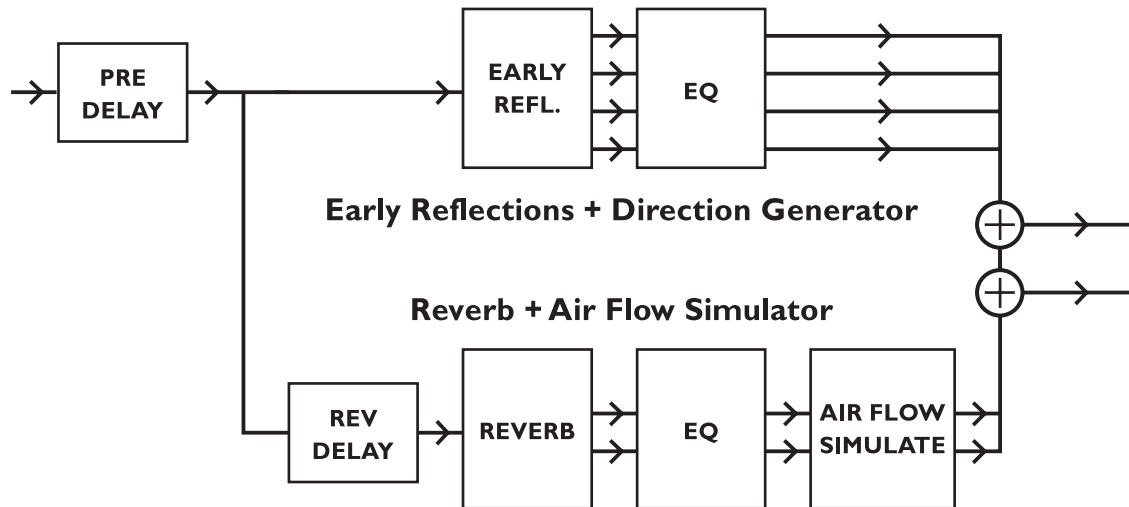 PRE
DELAY
EARLY
REFL.
EQ
Early Reflections + Direction Generator
Reverb + Air Flow Simulator
REV
DELAY
REVERB
EQ
AIR FLOW
SIMULATE